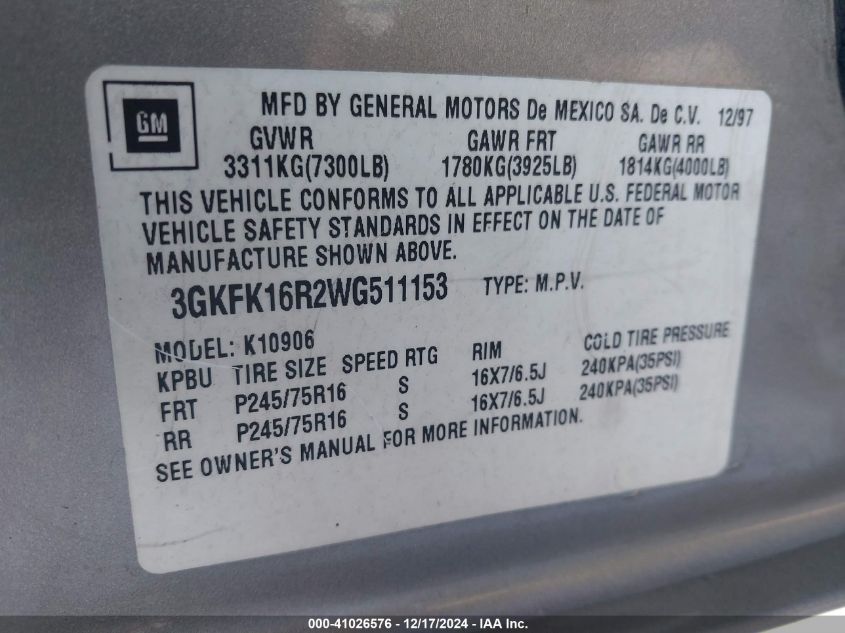 GM
MFD BY GENERAL MOTORS De MEXICO SA. De C.V. 12/97
GVWR GAWR FRT GAWR RR
3311KG(7300LB) 1780KG(3925LB) 1814KG(4000LB)
THIS VEHICLE CONFORMS TO ALL APPLICABLE U.S. FEDERAL MOTOR
VEHICLE SAFETY STANDARDS IN EFFECT ON THE DATE OF
MANUFACTURE SHOWN ABOVE.
3GKFK16R2WG511153 TYPE: M.P.V.
MODEL: K10906
KPBU TIRE SIZE SPEED RTG RIM COLD TIRE PRESSURE
FRT P245/75R16 S 16X7/6.5J 240KPA(35PSI)
RR P245/75R16 S 16X7/6.5J 240KPA(35PSI)
SEE OWNER'S MANUAL FOR MORE INFORMATION.
000-41026576 - 12/17/2024 - IAA Inc.